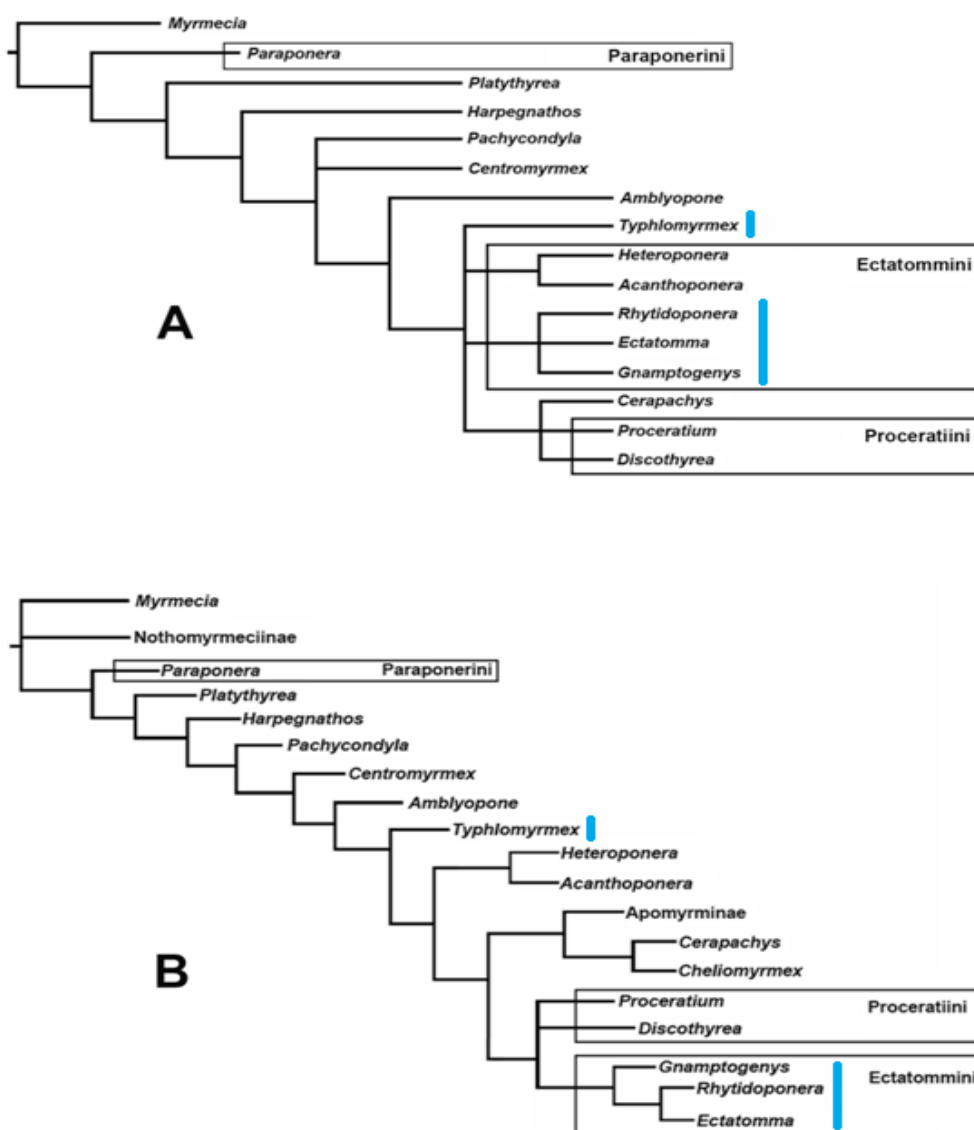 Myrmecia
Paraponera Paraponerini
Platythyrea
Harpegnathos
Pachycondyla
Centromyrmex
Amblyopone
Typhlomyrmex
Heteroponera Ectatommini
Acanthoponera
A Rhytidoponera
Ectatomma
Gnamptogenys
Cerapachys
Proceratium Proceratiini
Discothyrea
Myrmecia
Nothomyrmeciinae
Paraponera Paraponerini
Platythyrea
Harpegnathos
Pachycondyla
Centromyrmex
Amblyopone
Typhlomyrmex
Heteroponera
Acanthoponera
Apomyrminae
Cerapachys
B Cheliomyrmex
Proceratium Proceratiini
Discothyrea
Gnamptogenys Ectatommini
Rhytidoponera
Ectatomma